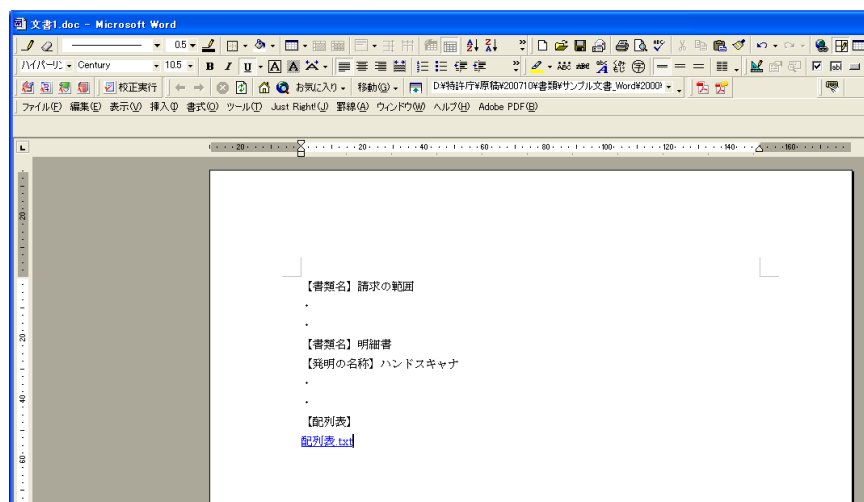 文書1.doc - Microsoft Word
0.5
ハイパーリン Century 10.5 B I U A A
校正実行 お気に入り 移動(G) D:¥特許庁¥原稿¥200710¥書類¥サンプル文書_Word¥2000
ファイル(F) 編集(E) 表示(V) 挿入(I) 書式(O) ツール(T) Just Right!(J) 罫線(A) ウィンドウ(W) ヘルプ(H) Adobe PDF(B)
20 20 40 60 80 100 120 140 160
【書類名】請求の範囲
・
・
【書類名】明細書
【発明の名称】ハンドスキャナ
・
・
【配列表】
配列表.txt
20
20
40
60